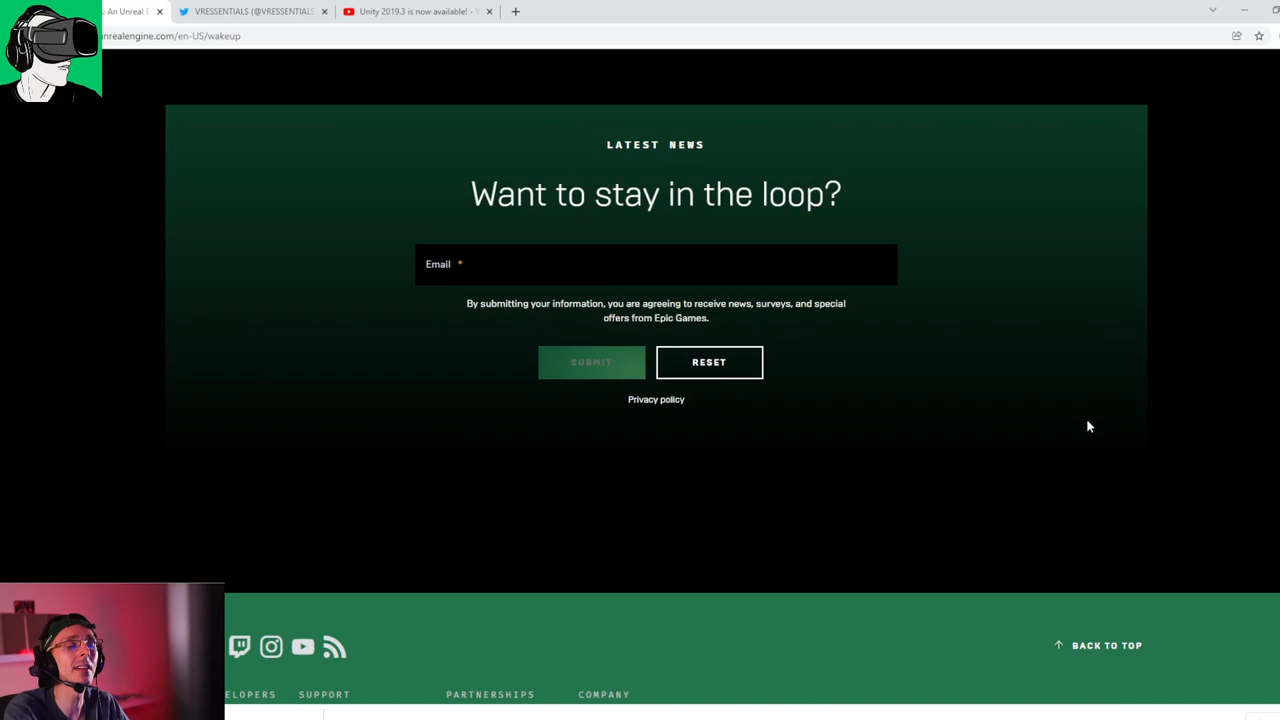 s: An Unreal E
VRESSENTIALS (@VRESSENTIALS
Unity 2019.3 is now available! - Y
unrealengine.com/en-US/wakeup
LATEST NEWS
Want to stay in the loop?
Email *
By submitting your information, you are agreeing to receive news, surveys, and special
offers from Epic Games.
SUBMIT
RESET
Privacy policy
BACK TO TOP
ELOPERS
SUPPORT
PARTNERSHIPS
COMPANY